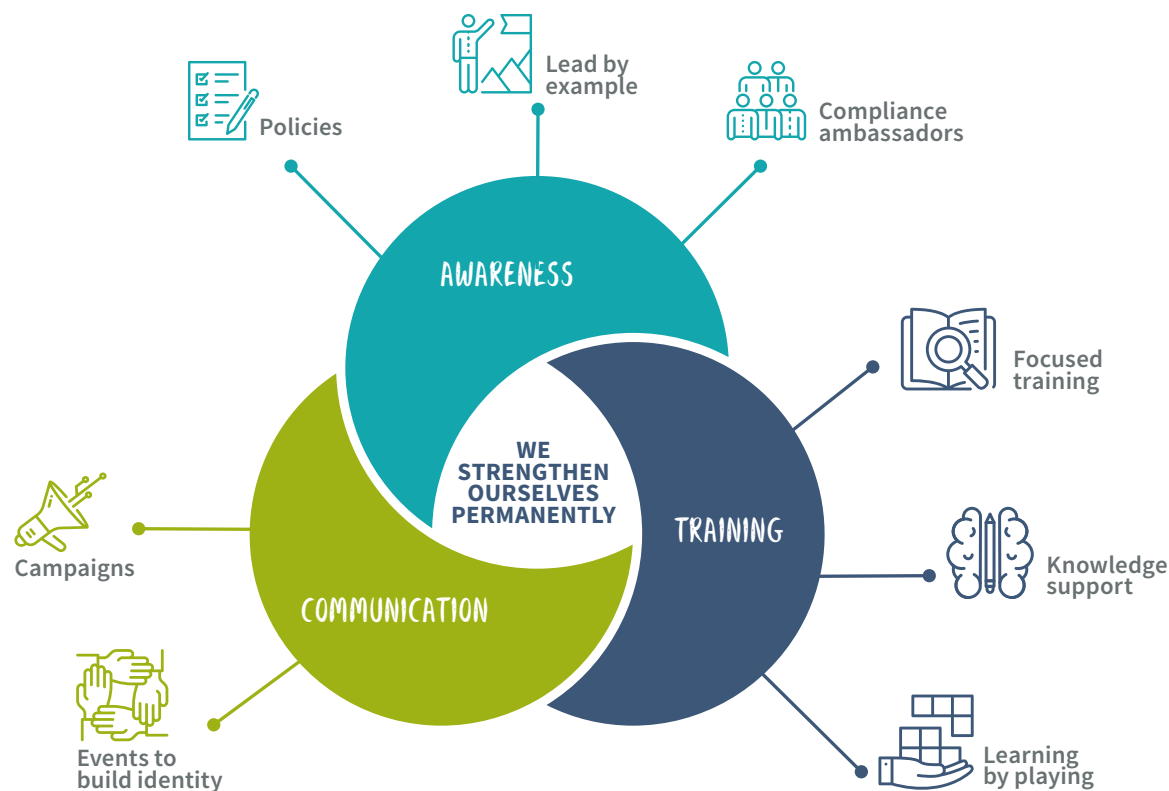 Lead by
example
Policies
Compliance
ambassadors
AWARENESS
Focused
training
WE
STRENGTHEN
OURSELVES
PERMANENTLY
TRAINING
Campaigns
Knowledge
support
COMMUNICATION
Events to
build identity
Learning
by playing